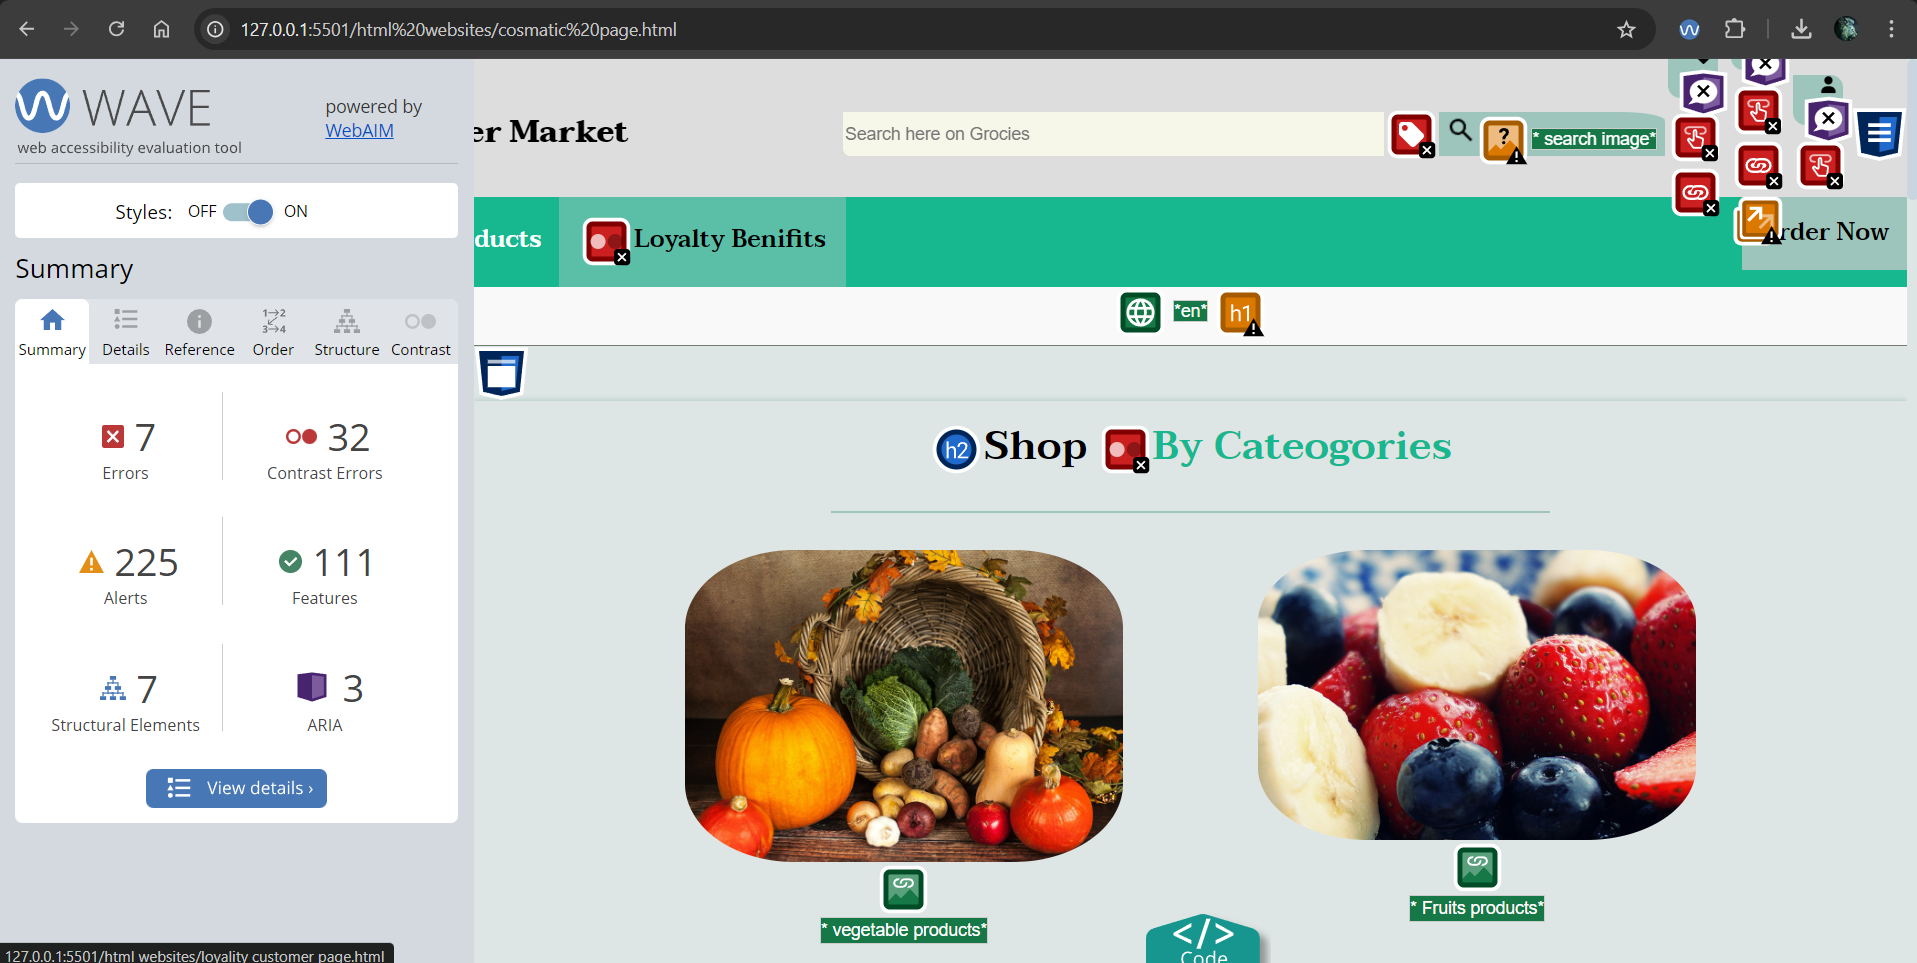 127.0.0.1:5501/html%20websites/cosmatic%20page.html
WAVE
web accessibility evaluation tool
powered by
WebAIM
Styles: OFF ON
Summary
Summary
Details
Reference
Order
Structure
Contrast
7
Errors
32
Contrast Errors
225
Alerts
111
Features
7
Structural Elements
3
ARIA
View details ›
127.0.0.1:5501/html websites/loyality customer page.html
er Market
Search here on Grocies
* search image*
ducts
Loyalty Benifits
rder Now
*en*
h1
h2
Shop By Cateogories
* vegetable products*
* Fruits products*
</>
Code